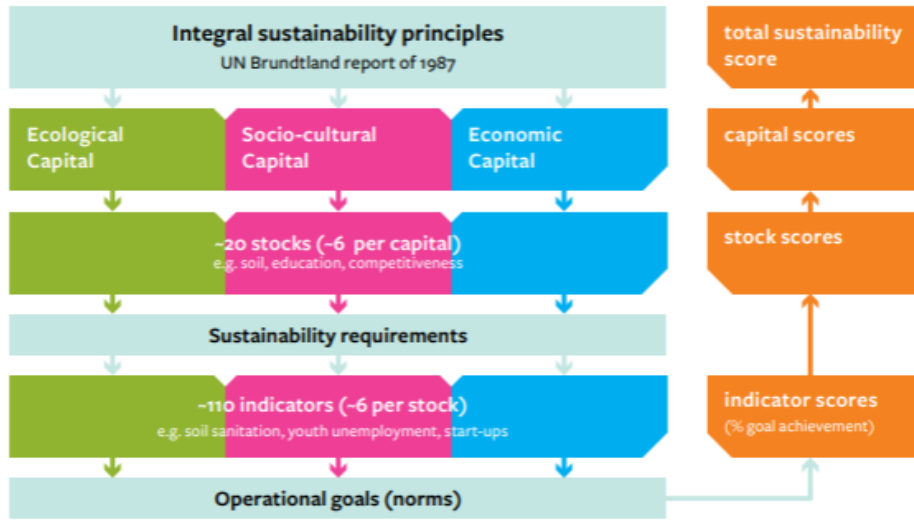 Integral sustainability principles
UN Brundtland report of 1987
Ecological
Capital
Socio-cultural
Capital
Economic
Capital
~20 stocks (~6 per capital)
e.g. soil, education, competitiveness
Sustainability requirements
~110 indicators (~6 per stock)
e.g. soil sanitation, youth unemployment, start-ups
Operational goals (norms)
total sustainability
score
capital scores
stock scores
indicator scores
(% goal achievement)